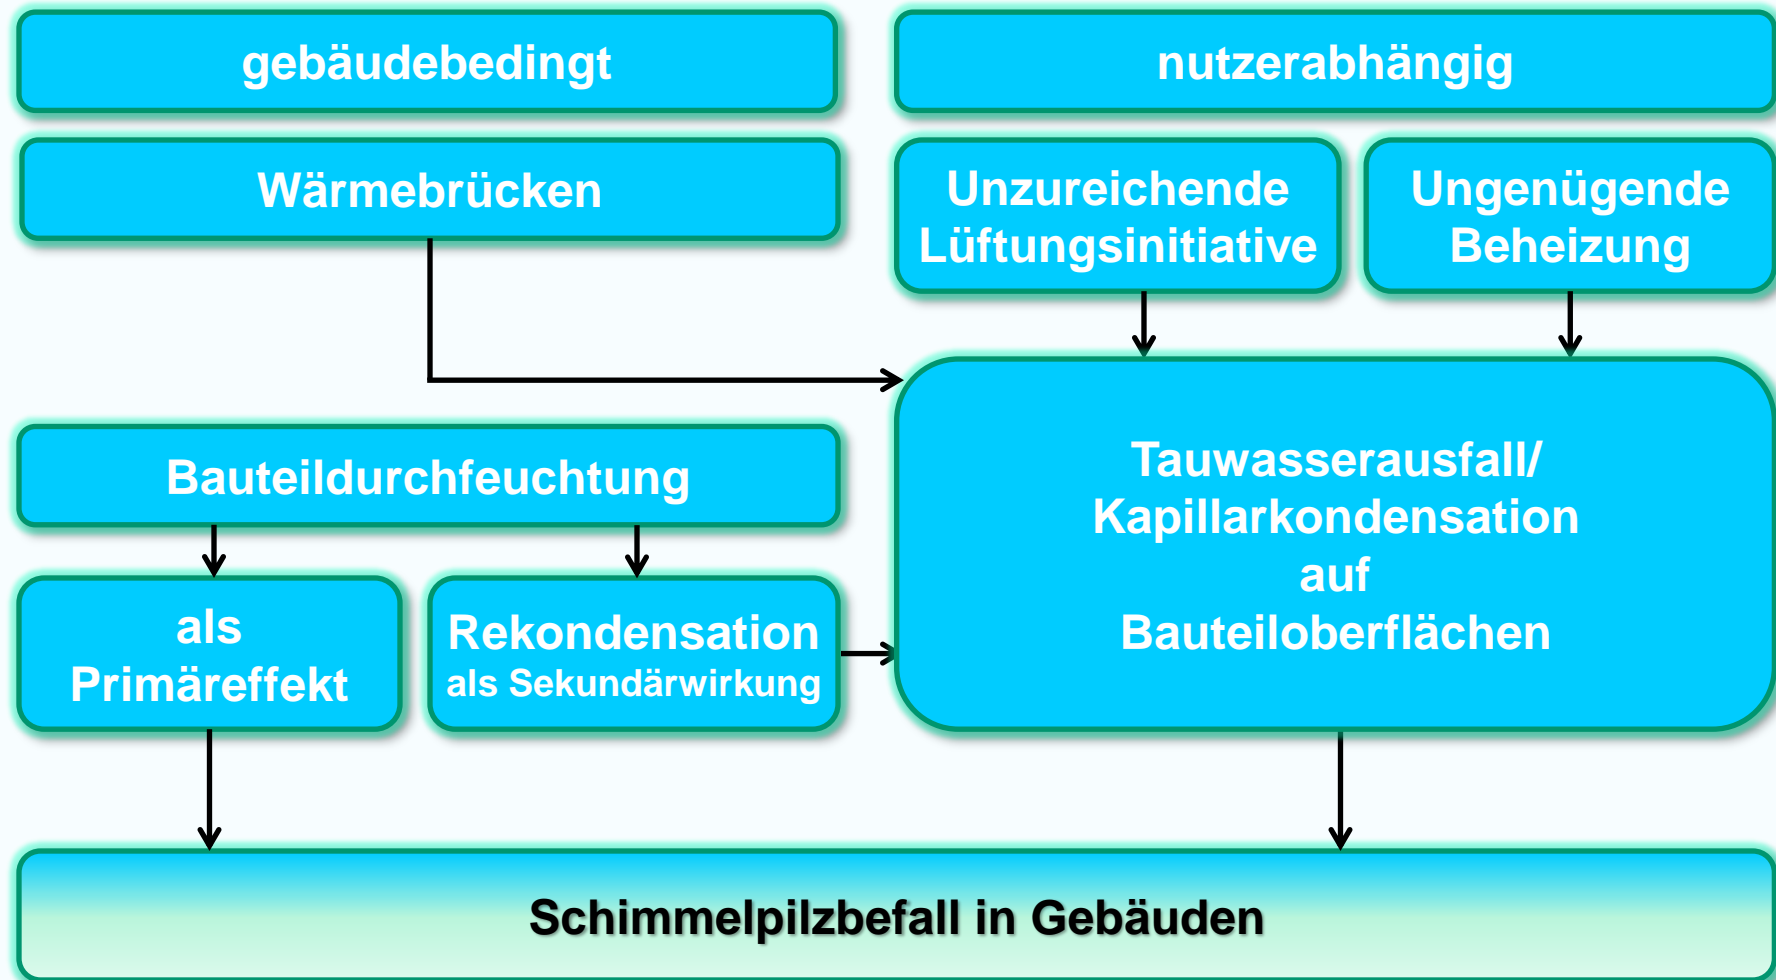 gebäudebedingt
nutzerabhängig
Wärmebrücken
Unzureichende
Lüftungsinitiative
Ungenügende
Beheizung
Bauteildurchfeuchtung
als
Primäreffekt
Rekondensation
als Sekundärwirkung
Tauwasserausfall/
Kapillarkondensation
auf
Bauteiloberflächen
Schimmelpilzbefall in Gebäuden